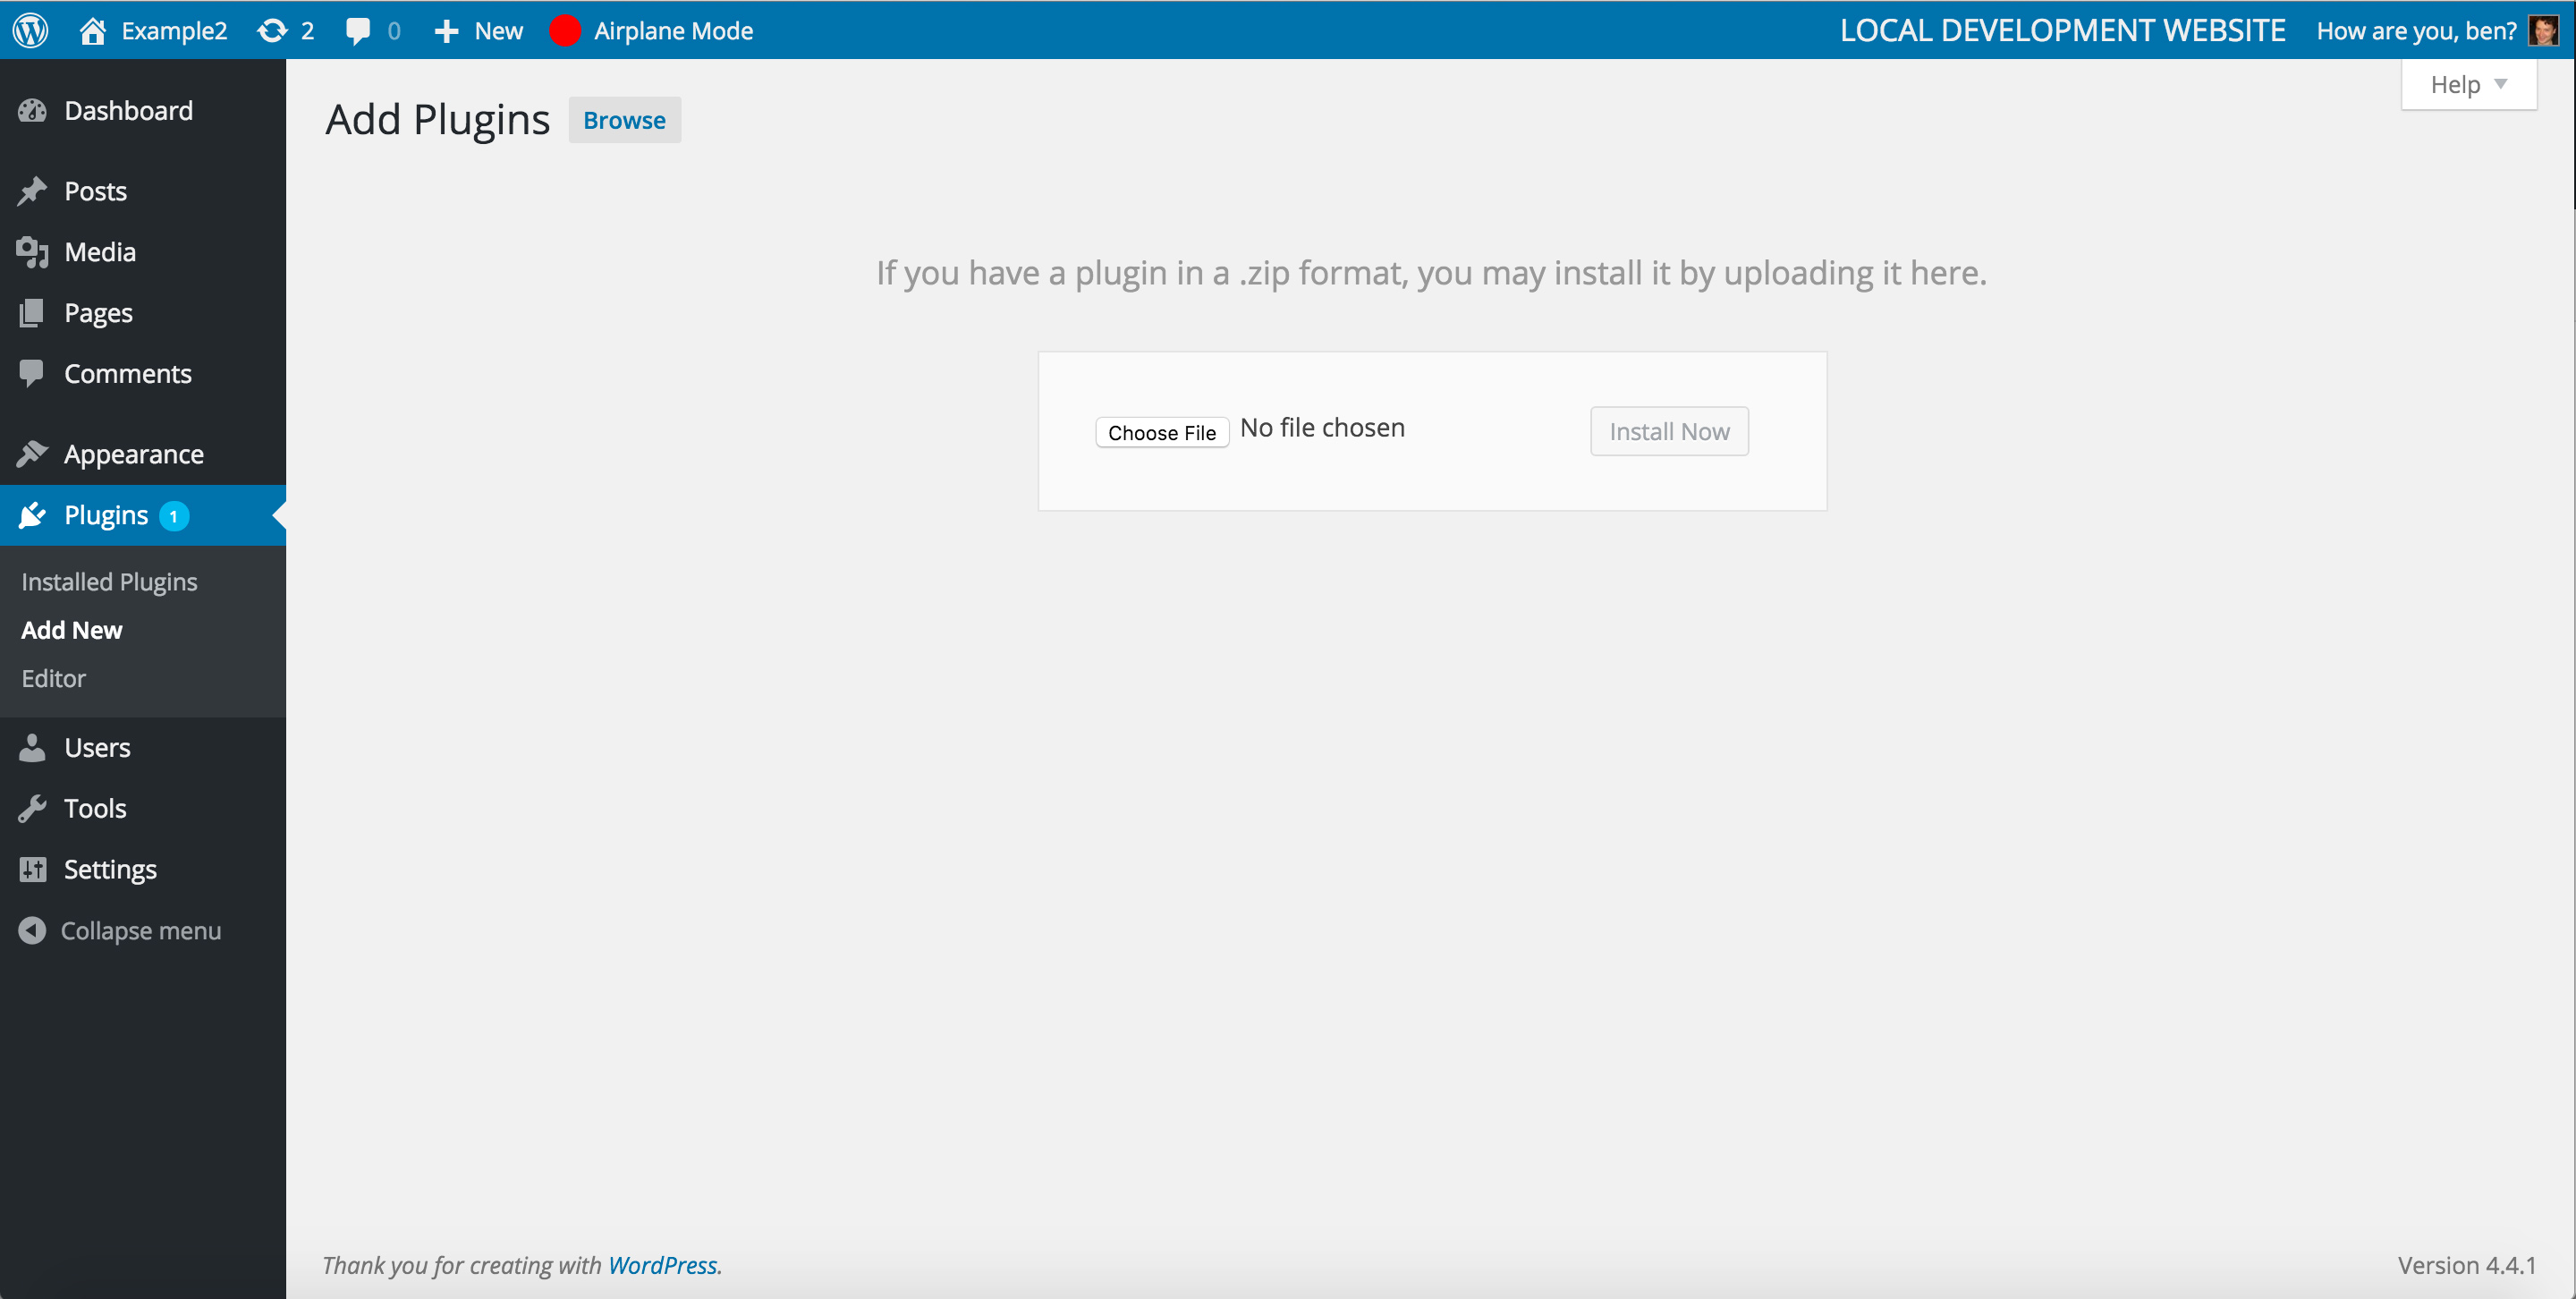 Example2 2 0 New Airplane Mode LOCAL DEVELOPMENT WEBSITE How are you, ben?
Help
Add Plugins Browse
If you have a plugin in a .zip format, you may install it by uploading it here.
Choose File No file chosen Install Now
Dashboard
Posts
Media
Pages
Comments
Appearance
Plugins 1
Installed Plugins
Add New
Editor
Users
Tools
Settings
Collapse menu
Thank you for creating with WordPress. Version 4.4.1